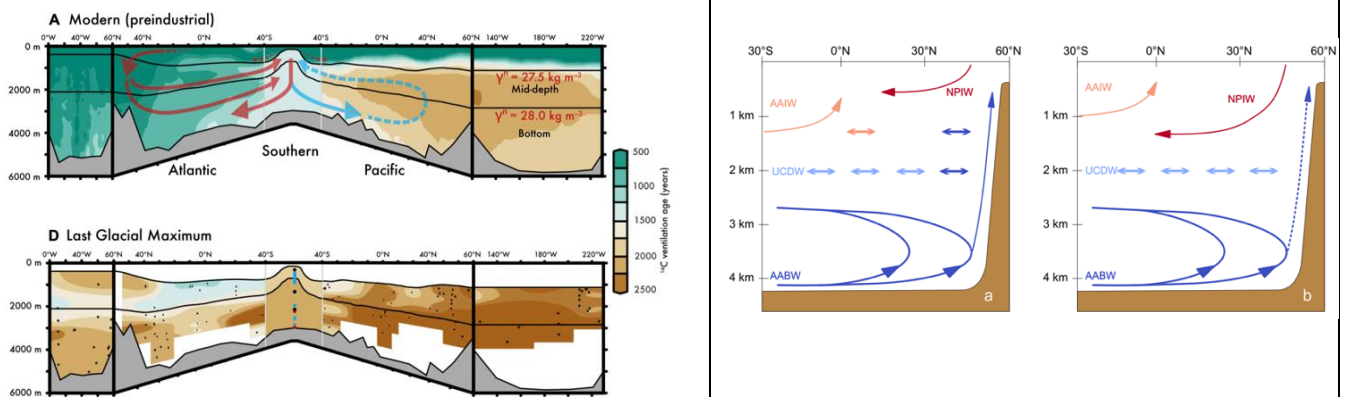 A Modern (preindustrial)
0°W 40°W 60°N 40°N 0°N 40°S 40°S 0°N 40°N 60°N 140°W 180°W 220°W
0 m
2000 m
4000 m
6000 m
γⁿ = 27.5 kg m⁻³
Mid-depth
γⁿ = 28.0 kg m⁻³
Bottom
Southern
Atlantic
Pacific
500
1000
1500
2000
2500
¹⁴C ventilation age (years)
D Last Glacial Maximum
0°W 40°W 60°N 40°N 0°N 40°S 40°S 0°N 40°N 60°N 140°W 180°W 220°W
0 m
2000 m
4000 m
6000 m
30°S 0°N 30°N 60°N
AAIW
NPIW
1 km
2 km
UCDW
3 km
AABW
4 km
a
30°S 0°N 30°N 60°N
AAIW
NPIW
1 km
2 km
UCDW
3 km
AABW
4 km
b